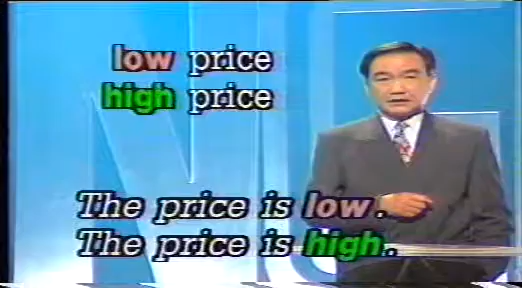 low price
high price
The price is low.
The price is high.